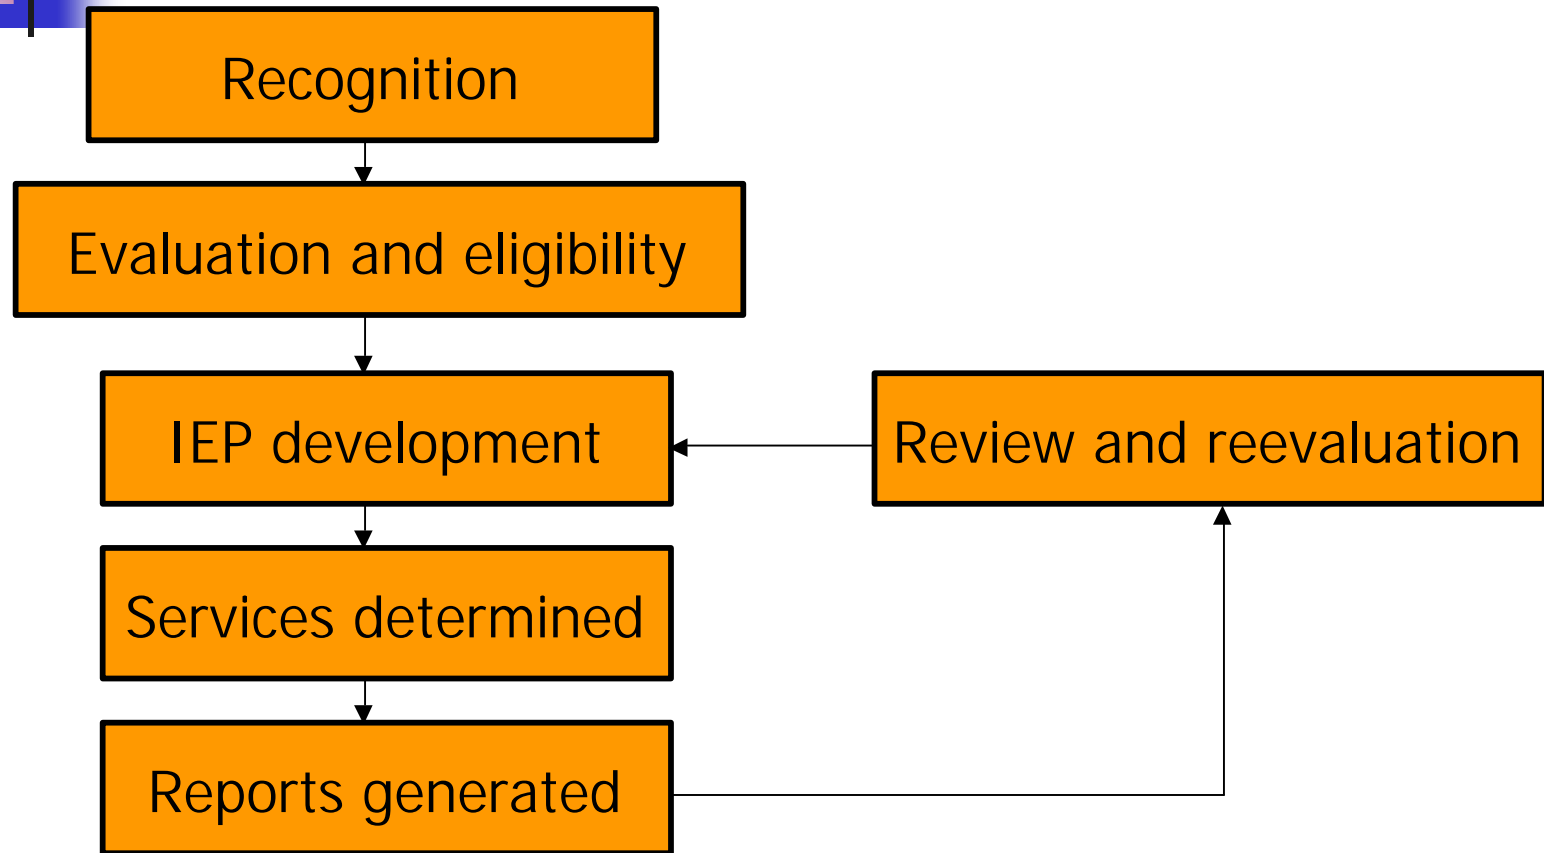 Recognition
Evaluation and eligibility
IEP development
Review and reevaluation
Services determined
Reports generated